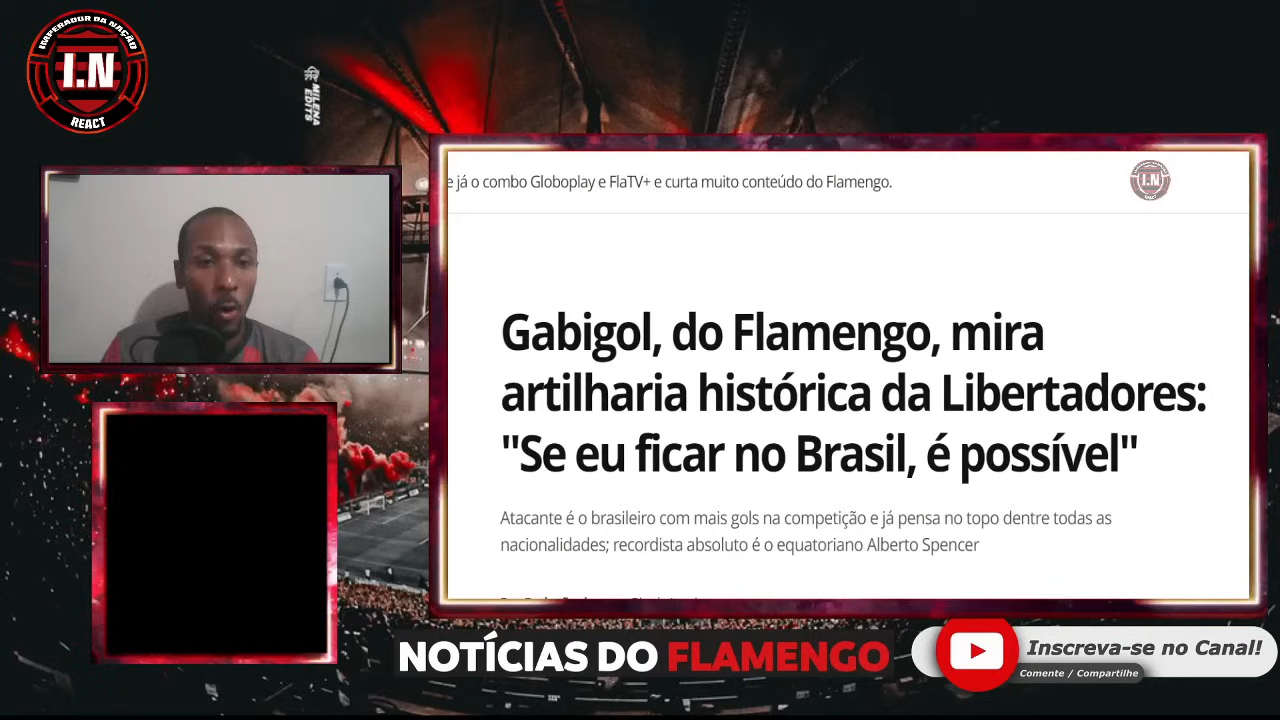 IMPERADOR DA NAÇÃO
I.N
REACT
MILENA
EDITS
e já o combo Globoplay e FlaTV+ e curta muito conteúdo do Flamengo.
I.N
Gabigol, do Flamengo, mira
artilharia histórica da Libertadores:
"Se eu ficar no Brasil, é possível"
Atacante é o brasileiro com mais gols na competição e já pensa no topo dentre todas as
nacionalidades; recordista absoluto é o equatoriano Alberto Spencer
NOTÍCIAS DO FLAMENGO
Inscreva-se no Canal!
Comente / Compartilhe